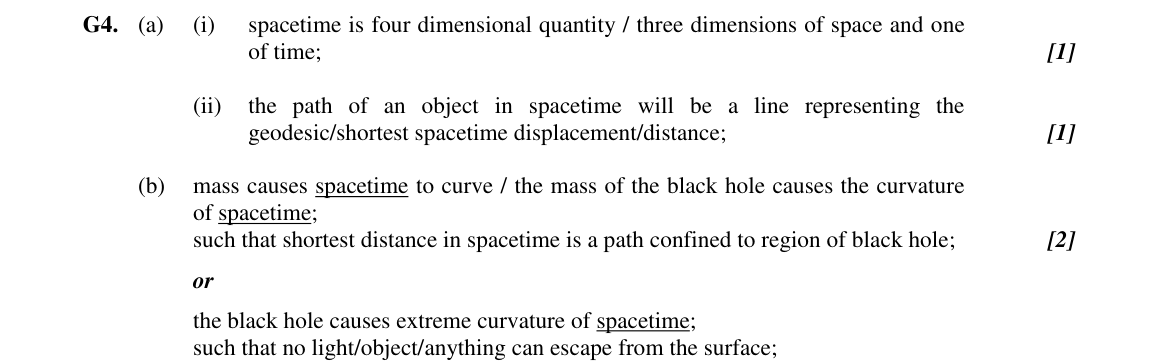 G4. (a) (i) spacetime is four dimensional quantity / three dimensions of space and one
of time; [1]
(ii) the path of an object in spacetime will be a line representing the
geodesic/shortest spacetime displacement/distance; [1]
(b) mass causes spacetime to curve / the mass of the black hole causes the curvature
of spacetime;
such that shortest distance in spacetime is a path confined to region of black hole; [2]
or
the black hole causes extreme curvature of spacetime;
such that no light/object/anything can escape from the surface;